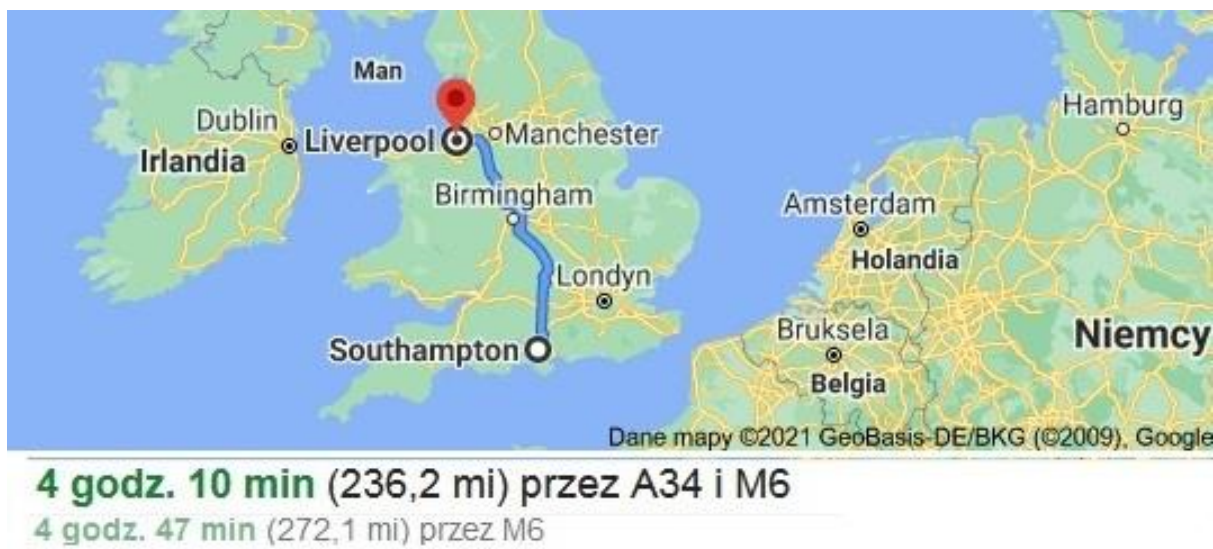 Man
Hamburg
Dublin
Liverpool
Manchester
Irlandia
Birmingham
Amsterdam
Holandia
Londyn
Bruksela
Niemcy
Southampton
Belgia
Dane mapy ©2021 GeoBasis-DE/BKG (©2009), Google
4 godz. 10 min (236,2 mi) przez A34 i M6
4 godz. 47 min (272,1 mi) przez M6